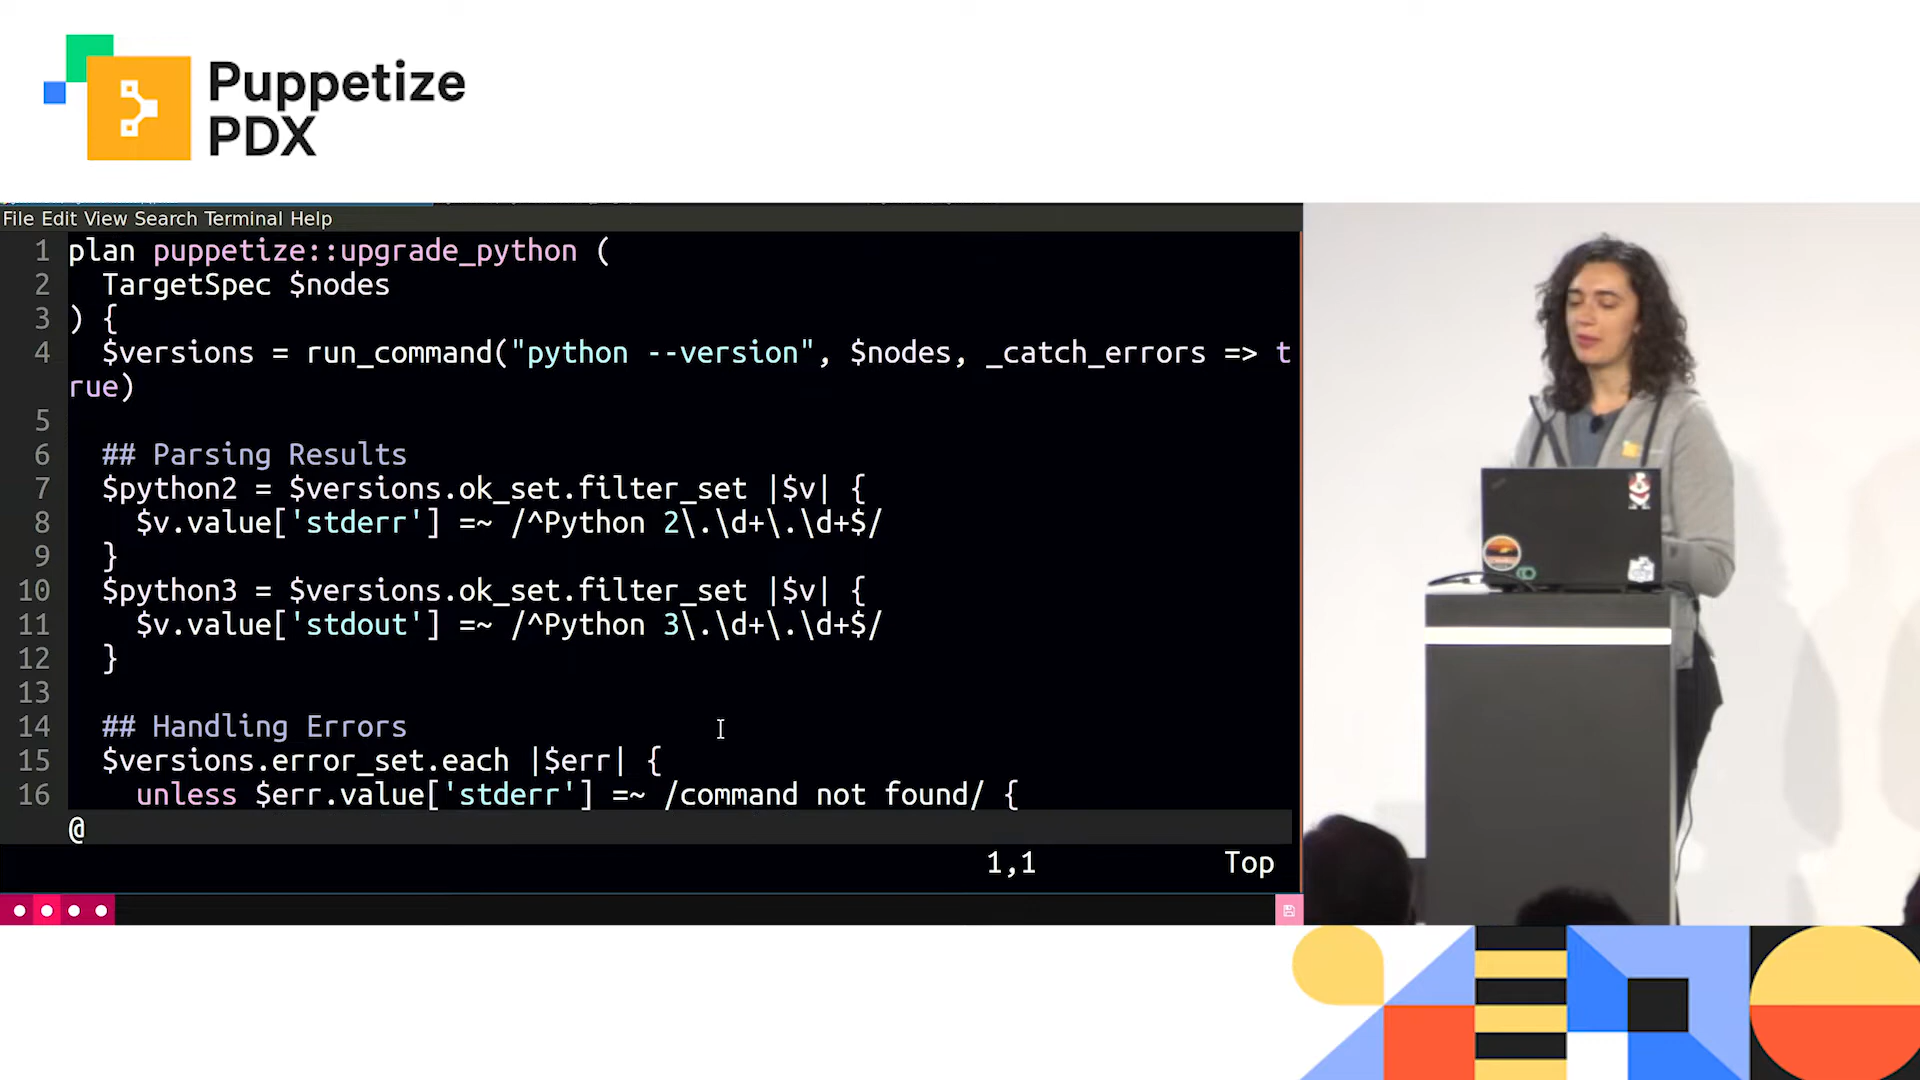 Puppetize
PDX
File Edit View Search Terminal Help
1 plan puppetize::upgrade_python (
2   TargetSpec $nodes
3 ) {
4   $versions = run_command("python --version", $nodes, _catch_errors => t
rue)
5
6   ## Parsing Results
7   $python2 = $versions.ok_set.filter_set |$v| {
8     $v.value['stderr'] =~ /^Python 2\.\d+\.\d+$/
9   }
10   $python3 = $versions.ok_set.filter_set |$v| {
11     $v.value['stdout'] =~ /^Python 3\.\d+\.\d+$/
12   }
13
14   ## Handling Errors
15   $versions.error_set.each |$err| {
16     unless $err.value['stderr'] =~ /command not found/ {
@
1,1 Top